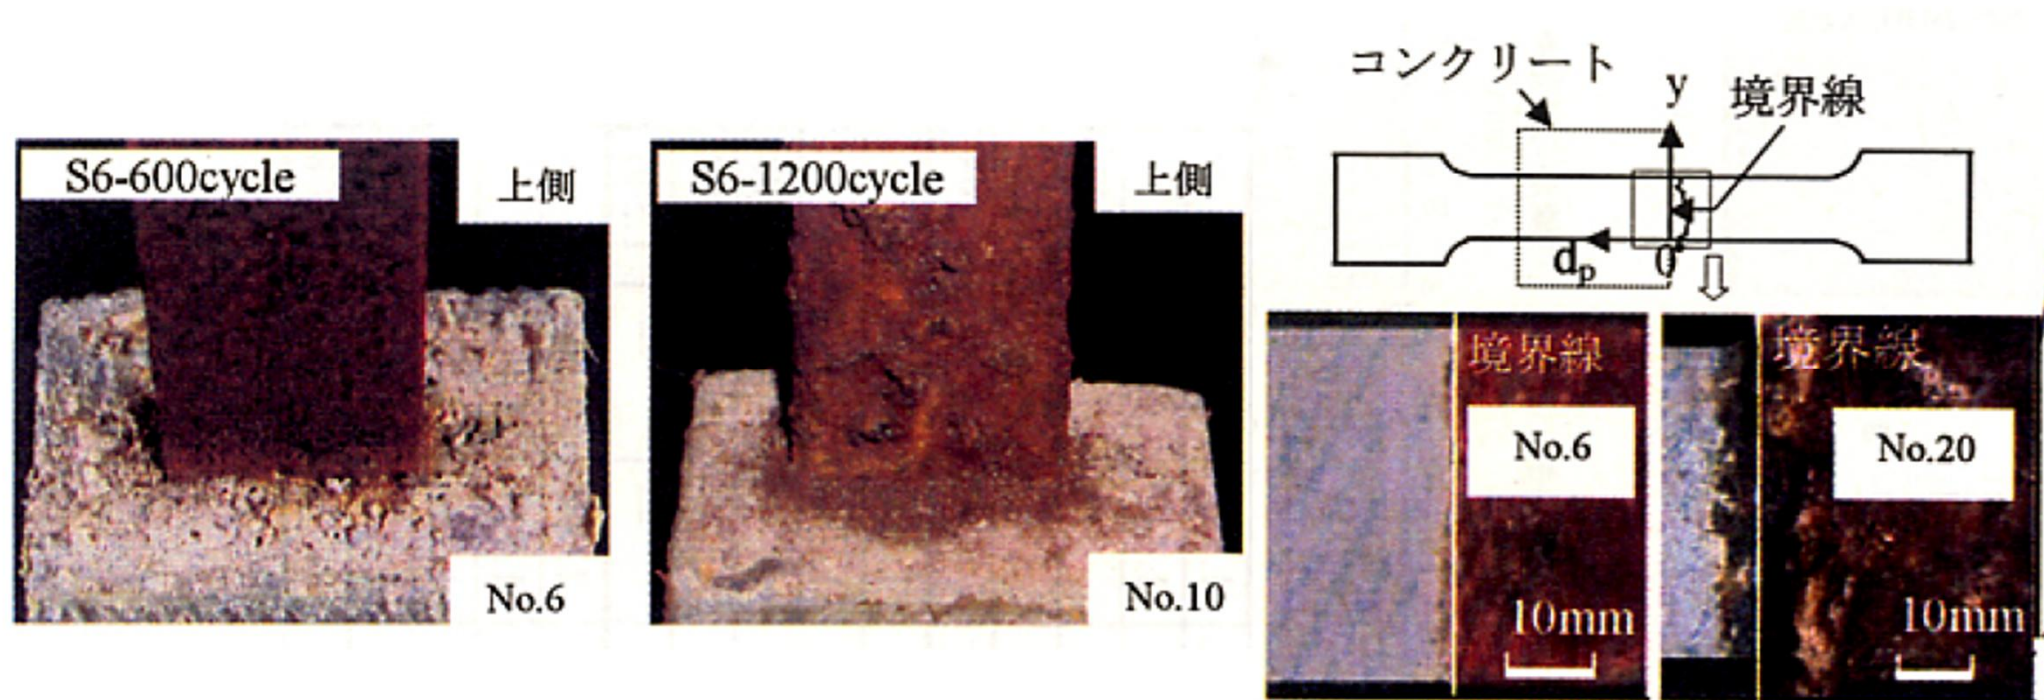 S6-600cycle
上側
No.6
S6-1200cycle
上側
No.10
コンクリート
y
境界線
dp
0
境界線
No.6
10mm
境界線
No.20
10mm